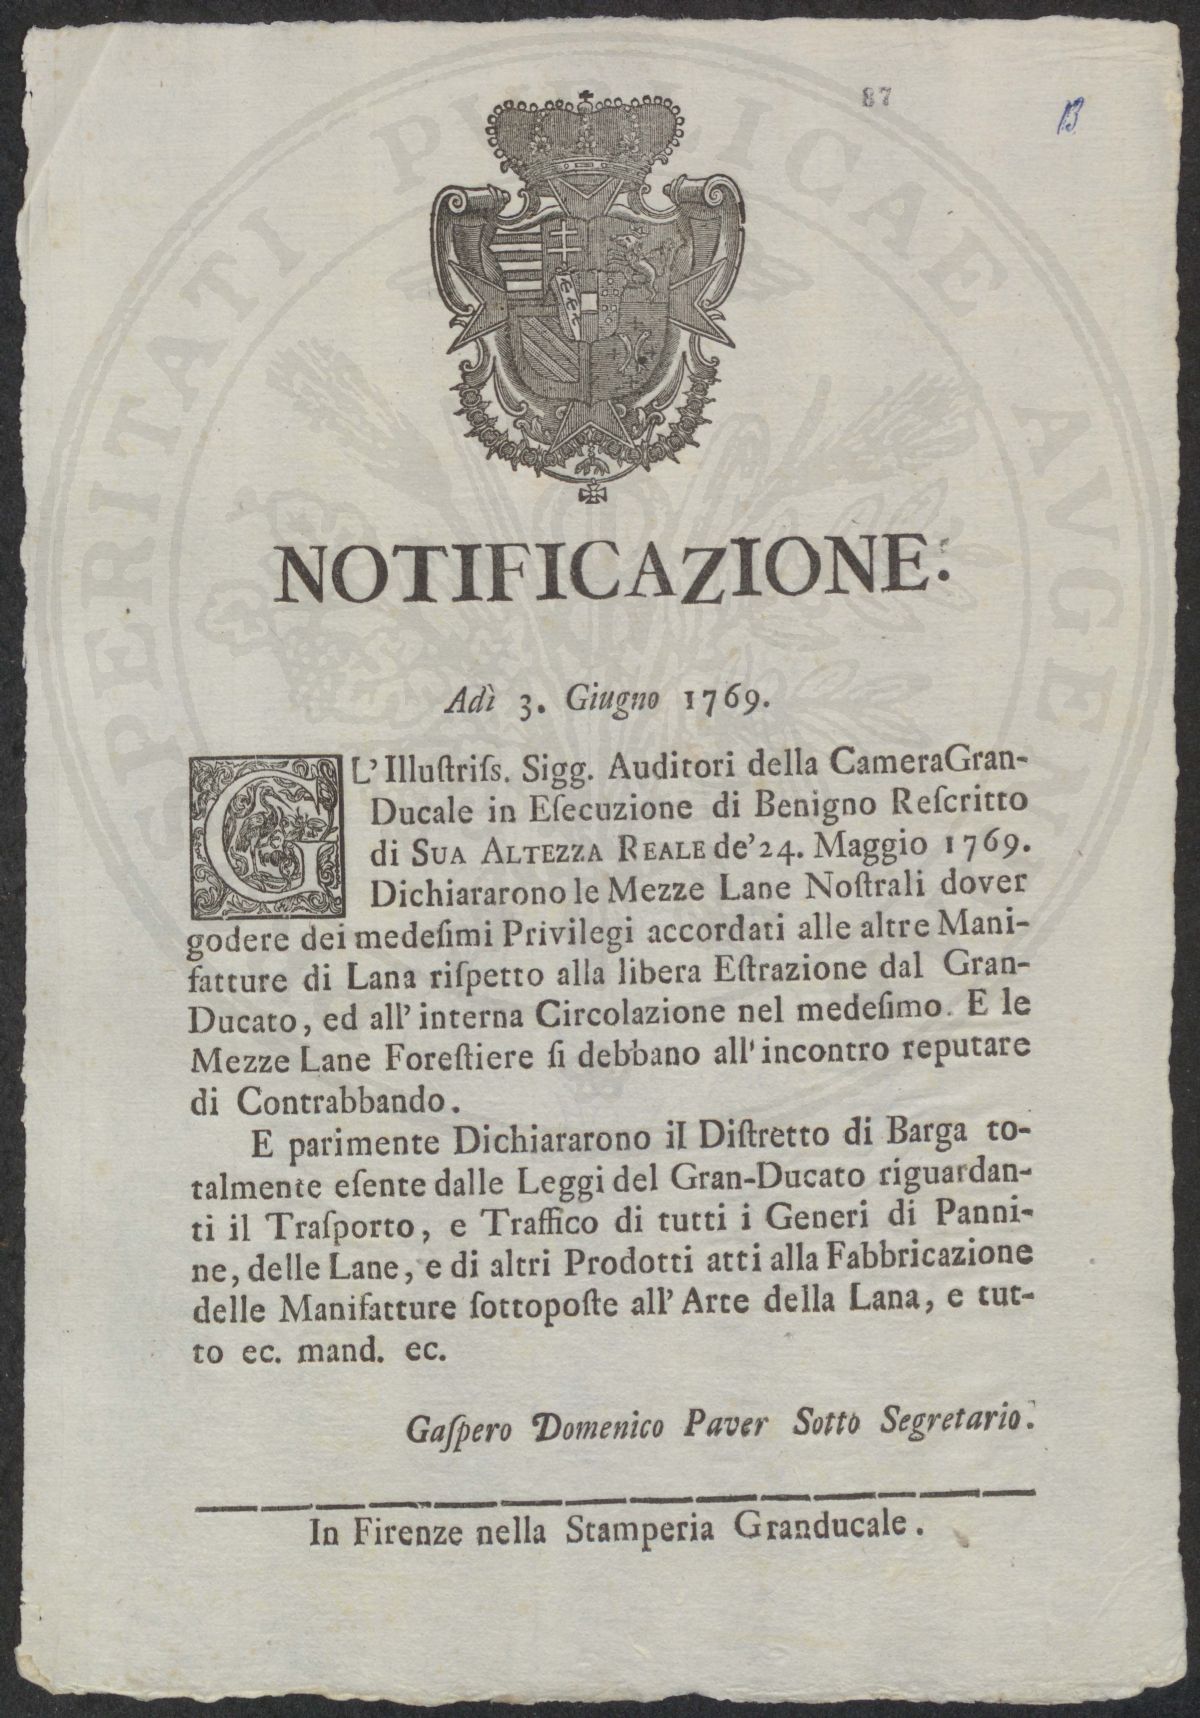 87
13
PROSPERITATI PUBLICAE AVGENDAE
NOTIFICAZIONE.
Adì 3. Giugno 1769.
GL' Illuſtriſs. Sigg. Auditori della CameraGran-
Ducale in Eſecuzione di Benigno Reſcritto
di SUA ALTEZZA REALE de' 24. Maggio 1769.
Dichiararono le Mezze Lane Noſtrali dover
godere dei medeſimi Privilegi accordati alle altre Mani-
fatture di Lana riſpetto alla libera Eſtrazione dal Gran-
Ducato, ed all' interna Circolazione nel medeſimo. E le
Mezze Lane Foreſtiere ſi debbano all' incontro reputare
di Contrabbando.
E parimente Dichiararono il Diſtretto di Barga to-
talmente eſente dalle Leggi del Gran-Ducato riguardan-
ti il Traſporto, e Traffico di tutti i Generi di Panni-
ne, delle Lane, e di altri Prodotti atti alla Fabbricazione
delle Manifatture ſottopoſte all' Arte della Lana, e tut-
to ec. mand. ec.
Gaſpero Domenico Paver Sotto Segretario.
In Firenze nella Stamperia Granducale.